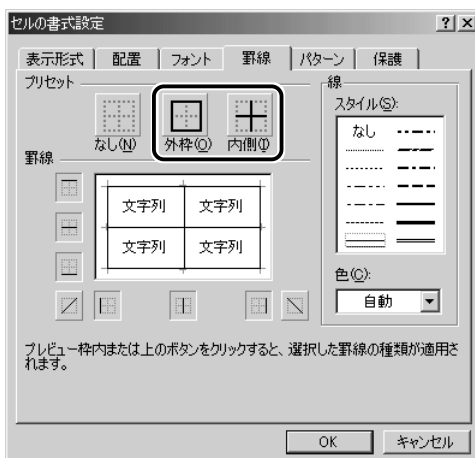 セルの書式設定
表示形式 配置 フォント 罫線 パターン 保護
プリセット
なし(N) 外枠(O) 内側(I)
線
スタイル(S):
なし
罫線
文字列 文字列
文字列 文字列
色(C):
自動
プレビュー枠内または上のボタンをクリックすると、選択した罫線の種類が適用さ
れます。
OK キャンセル